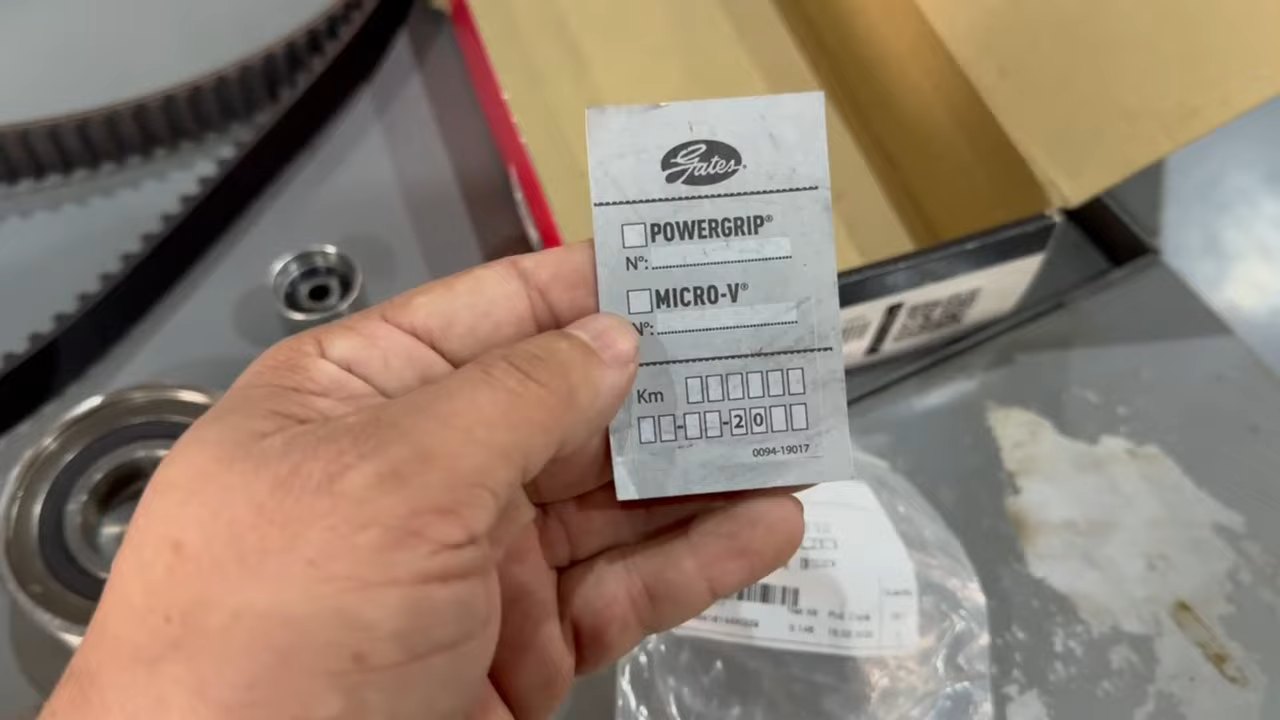 Gates®
POWERGRIP®
N°:
MICRO-V®
N°:
Km
- -20
0094-19017